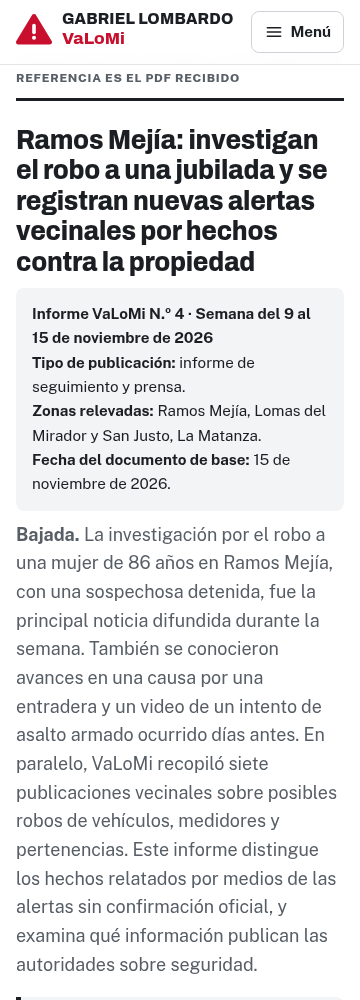 GABRIEL LOMBARDO
VaLoMi
Menú
REFERENCIA ES EL PDF RECIBIDO
Ramos Mejía: investigan
el robo a una jubilada y se
registran nuevas alertas
vecinales por hechos
contra la propiedad
Informe VaLoMi N.º 4 · Semana del 9 al
15 de noviembre de 2026
Tipo de publicación: informe de
seguimiento y prensa.
Zonas relevadas: Ramos Mejía, Lomas del
Mirador y San Justo, La Matanza.
Fecha del documento de base: 15 de
noviembre de 2026.
Bajada. La investigación por el robo a
una mujer de 86 años en Ramos Mejía,
con una sospechosa detenida, fue la
principal noticia difundida durante la
semana. También se conocieron
avances en una causa por una
entradera y un video de un intento de
asalto armado ocurrido días antes. En
paralelo, VaLoMi recopiló siete
publicaciones vecinales sobre posibles
robos de vehículos, medidores y
pertenencias. Este informe distingue
los hechos relatados por medios de las
alertas sin confirmación oficial, y
examina qué información publican las
autoridades sobre seguridad.